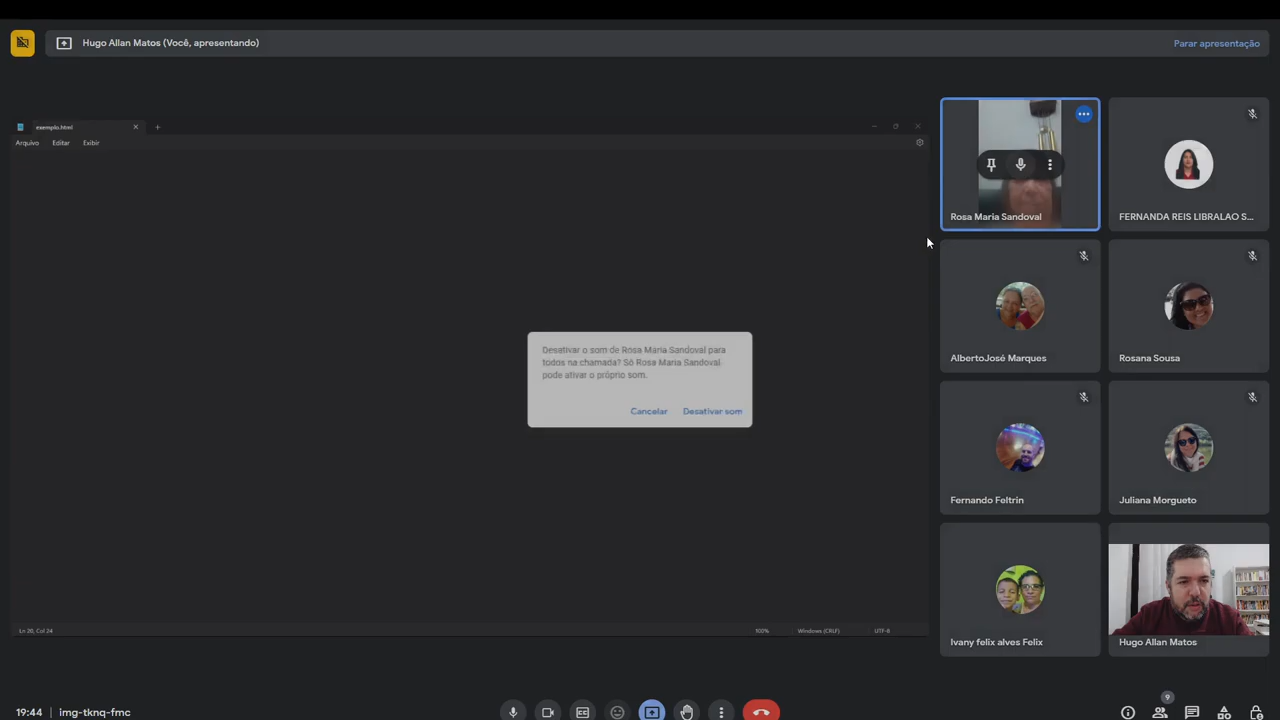 Hugo Allan Matos (Você, apresentando)
Parar apresentação
exemplo.html
Arquivo Editar Exibir
Rosa Maria Sandoval
FERNANDA REIS LIBRALAO S...
Desativar o som de Rosa Maria Sandoval para
todos na chamada? Só Rosa Maria Sandoval
pode ativar o próprio som.
Cancelar Desativar som
AlbertoJosé Marques
Rosana Sousa
Fernando Feltrin
Juliana Morgueto
Ivany felix alves Felix
Hugo Allan Matos
Ln 20, Col 24
100%
Windows (CRLF)
UTF-8
19:44
img-tknq-fmc
9